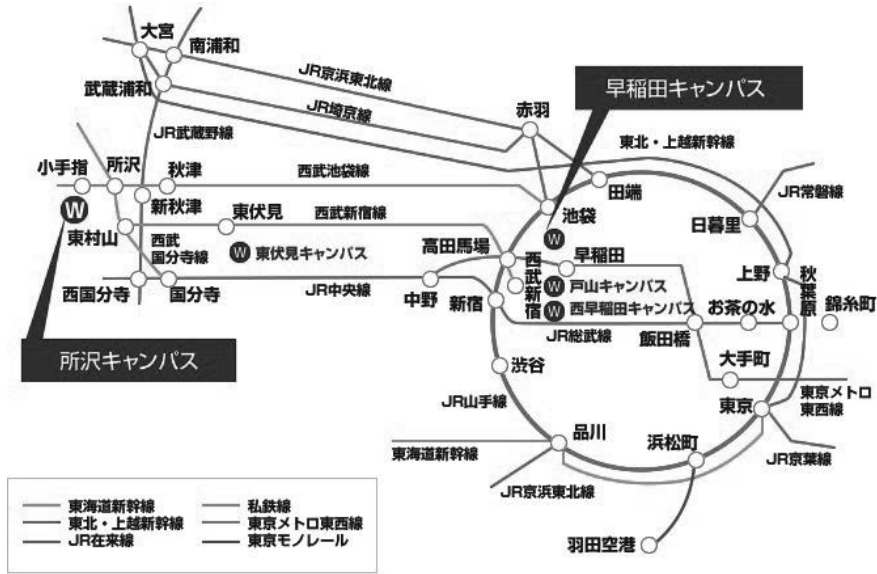 大宮
南浦和
武蔵浦和
JR京浜東北線
JR埼京線
JR武蔵野線
早稲田キャンパス
赤羽
東北・上越新幹線
小手指
所沢
秋津
西武池袋線
田端
JR常磐線
W
新秋津
東伏見
西武新宿線
池袋
日暮里
東村山
西武
国分寺線
W
東伏見キャンパス
高田馬場
W
早稲田
上野
秋葉原
西国分寺
国分寺
JR中央線
中野
新宿
西武新宿
W
戸山キャンパス
W
西早稲田キャンパス
お茶の水
錦糸町
JR総武線
飯田橋
所沢キャンパス
渋谷
大手町
JR山手線
東京
東京メトロ
東西線
品川
浜松町
東海道新幹線
JR京葉線
JR京浜東北線
羽田空港
東海道新幹線
東北・上越新幹線
JR在来線
私鉄線
東京メトロ東西線
東京モノレール